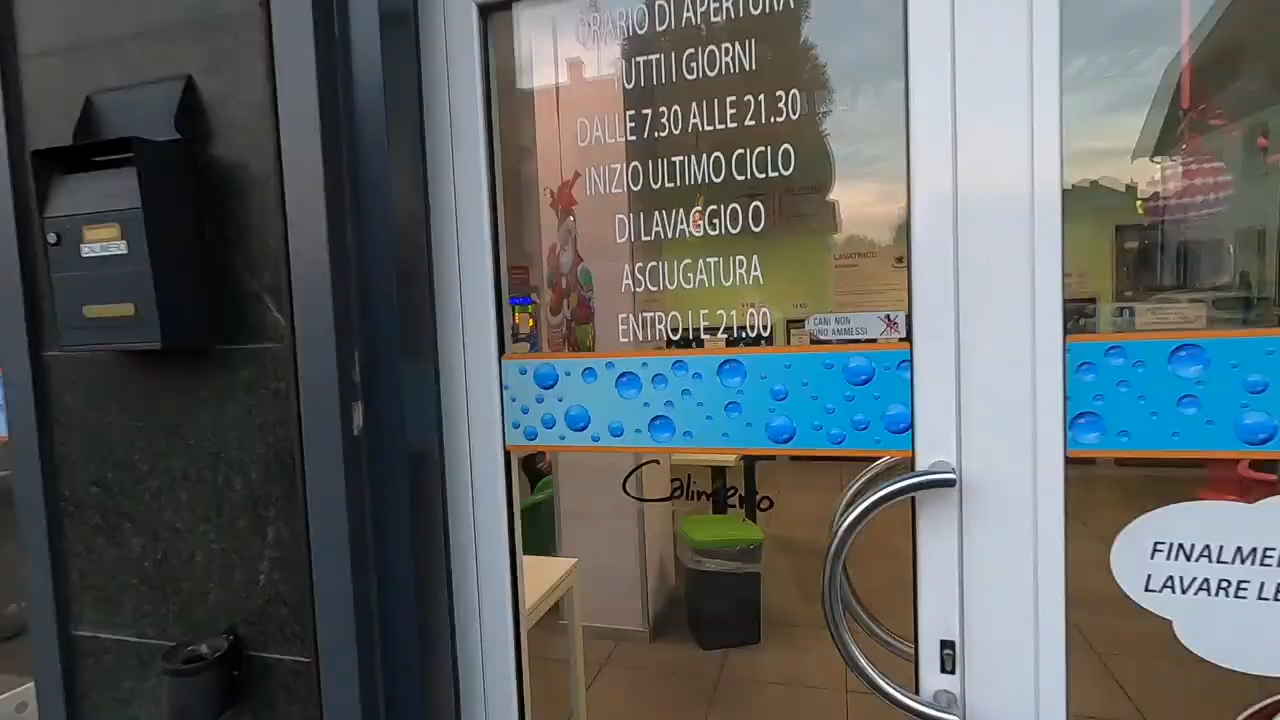 ORARIO DI APERTURA
TUTTI I GIORNI
DALLE 7.30 ALLE 21.30
INIZIO ULTIMO CICLO
DI LAVAGGIO O
ASCIUGATURA
ENTRO LE 21.00
LAVATRICI
I CANI NON
SONO AMMESSI
Calimero
FINALME
LAVARE LE